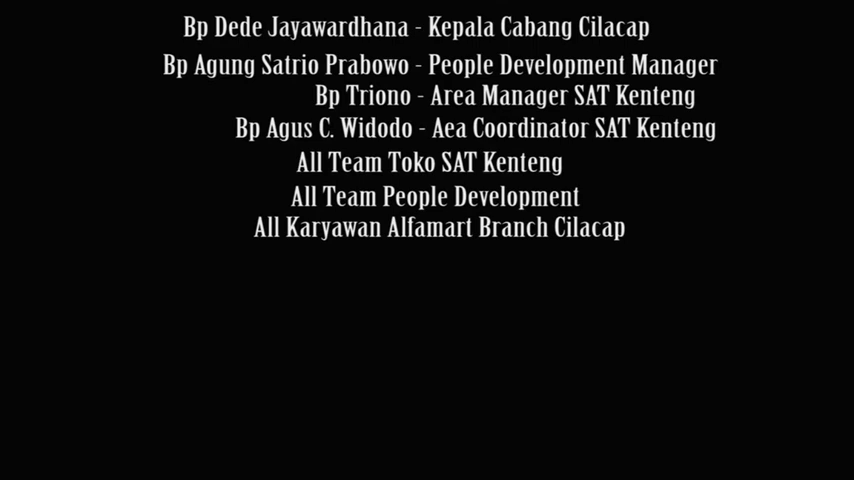 Bp Dede Jayawardhana - Kepala Cabang Cilacap
Bp Agung Satrio Prabowo - People Development Manager
Bp Triono - Area Manager SAT Kenteng
Bp Agus C. Widodo - Aea Coordinator SAT Kenteng
All Team Toko SAT Kenteng
All Team People Development
All Karyawan Alfamart Branch Cilacap